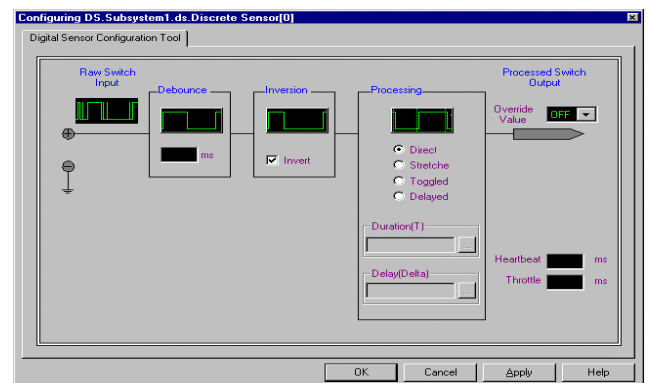 Configuring DS.Subsystem1.ds.Discrete Sensor[0]
Digital Sensor Configuration Tool
Raw Switch
Input
Debounce
ms
Inversion
Invert
Processing
Direct
Stretche
Toggled
Delayed
Duration(T)
...
Delay(Delta)
...
Processed Switch
Output
Override
Value
OFF
Heartbeat ms
Throttle ms
OK Cancel Apply Help